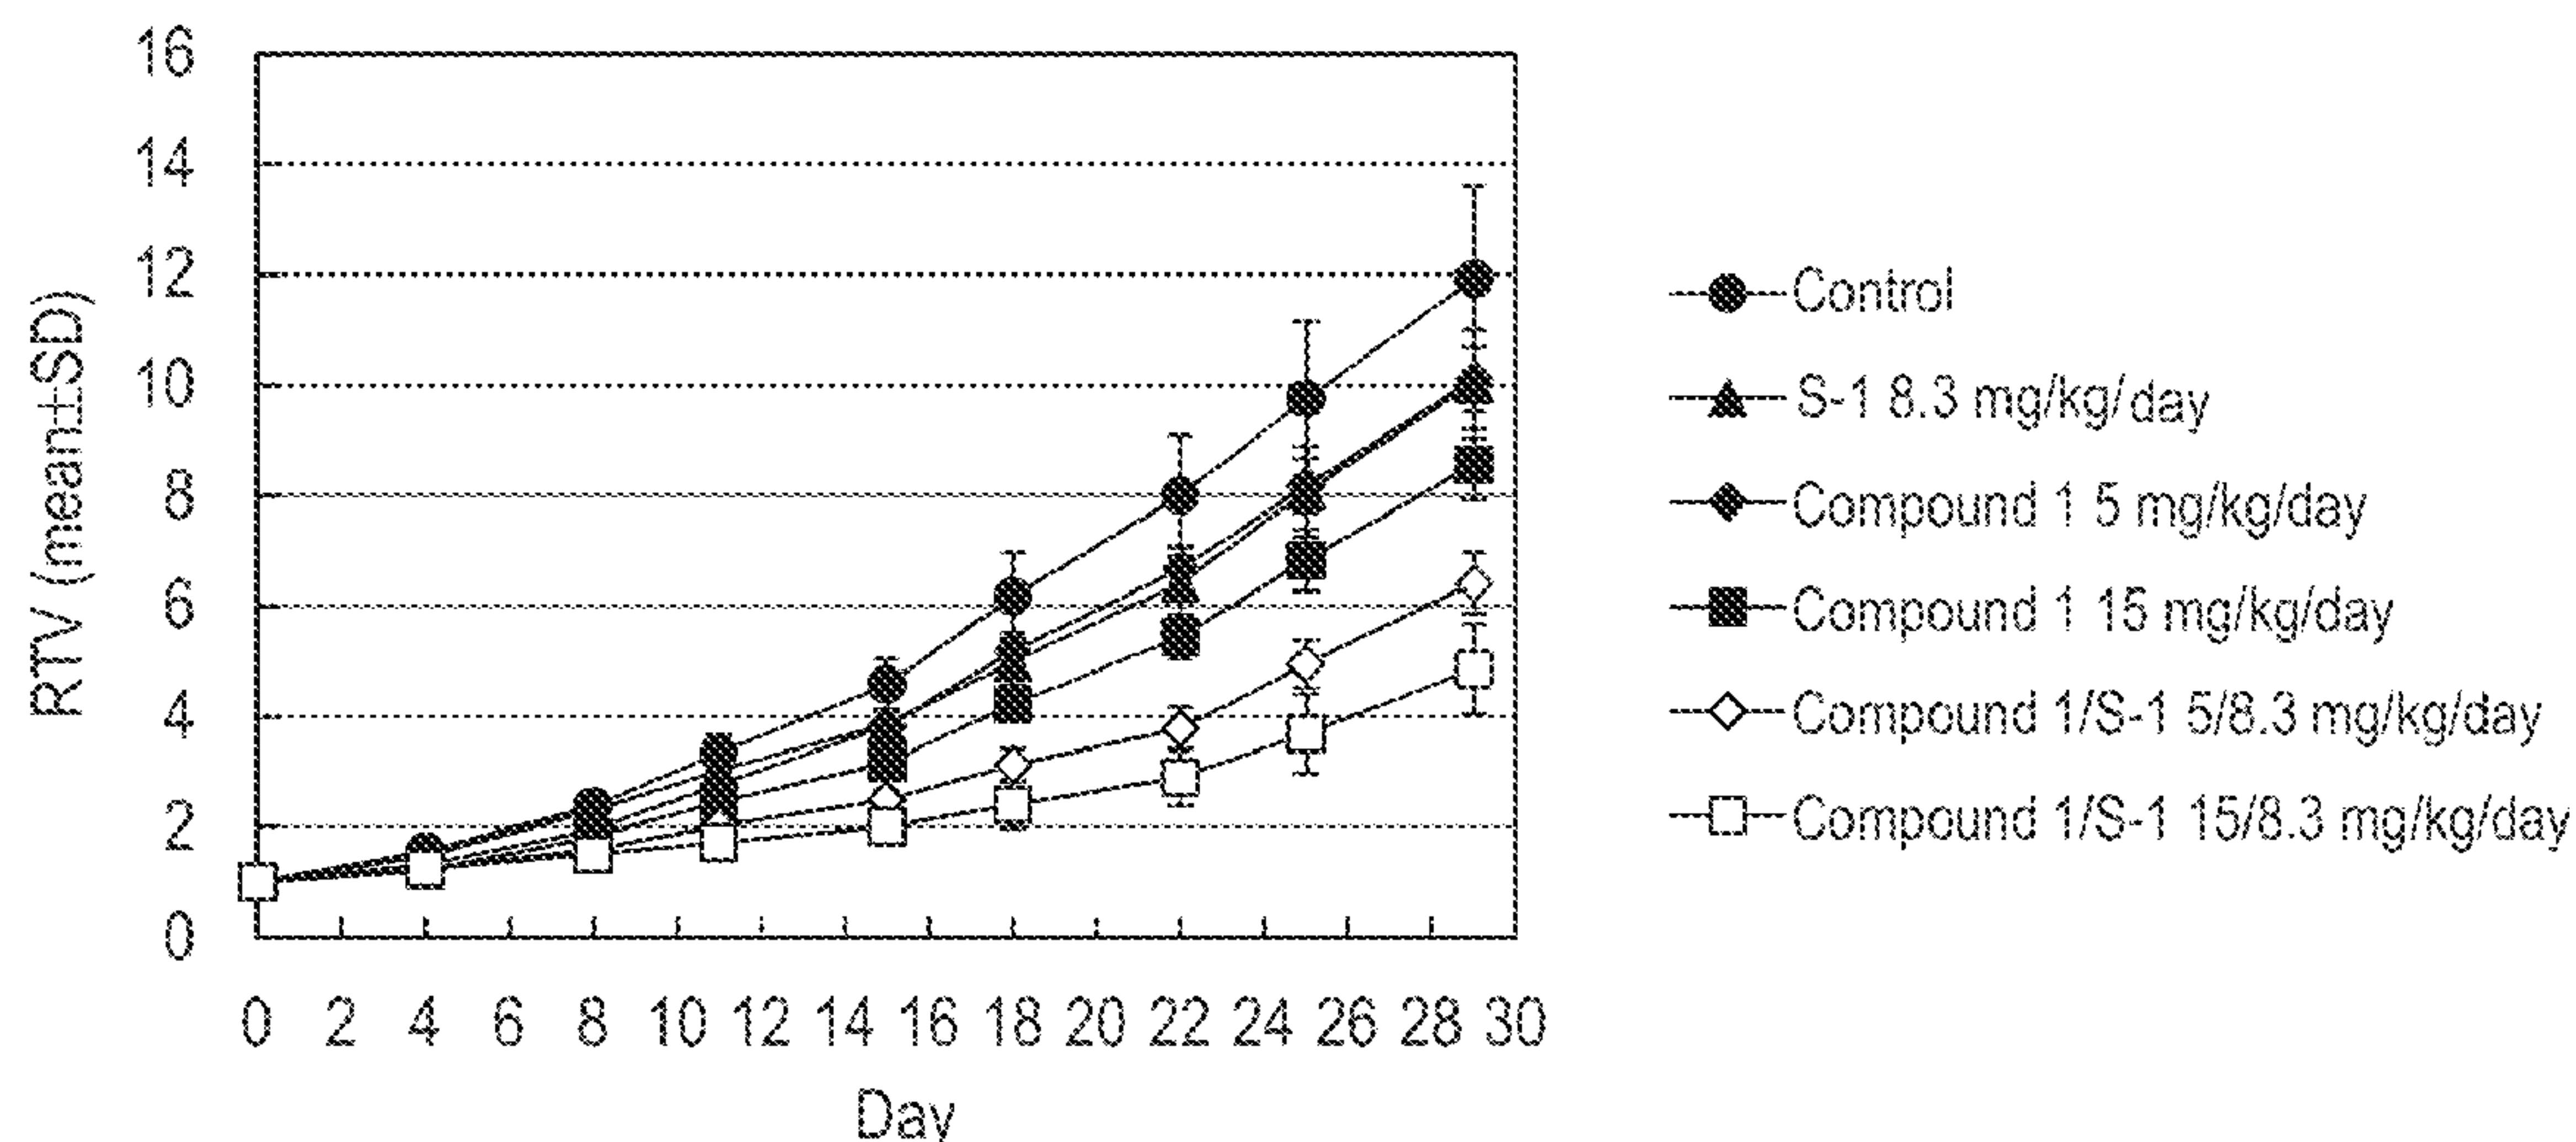 16
14
12
10
8
6
4
2
0
RTV (mean±SD)
0 2 4 6 8 10 12 14 16 18 20 22 24 26 28 30
Day
Control
S-1 8.3 mg/kg/day
Compound 1 5 mg/kg/day
Compound 1 15 mg/kg/day
Compound 1/S-1 5/8.3 mg/kg/day
Compound 1/S-1 15/8.3 mg/kg/day